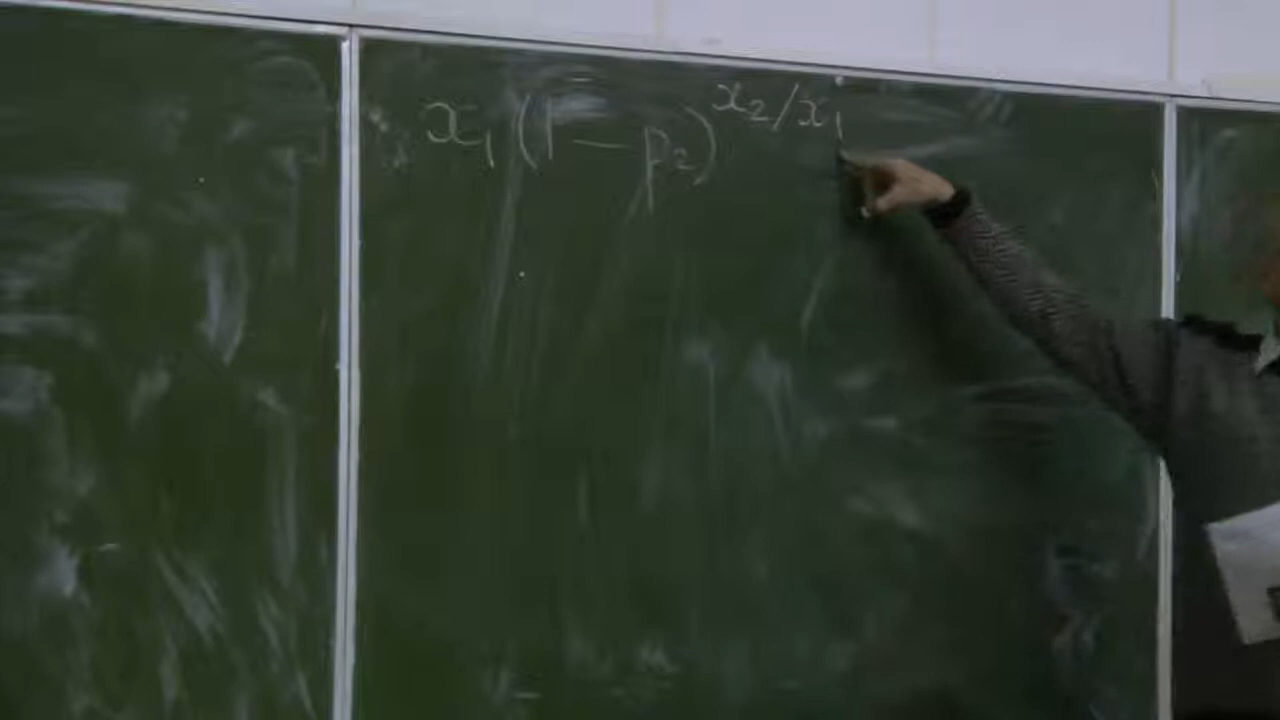 x₁(1 — p₂)^{x₂/x₁}